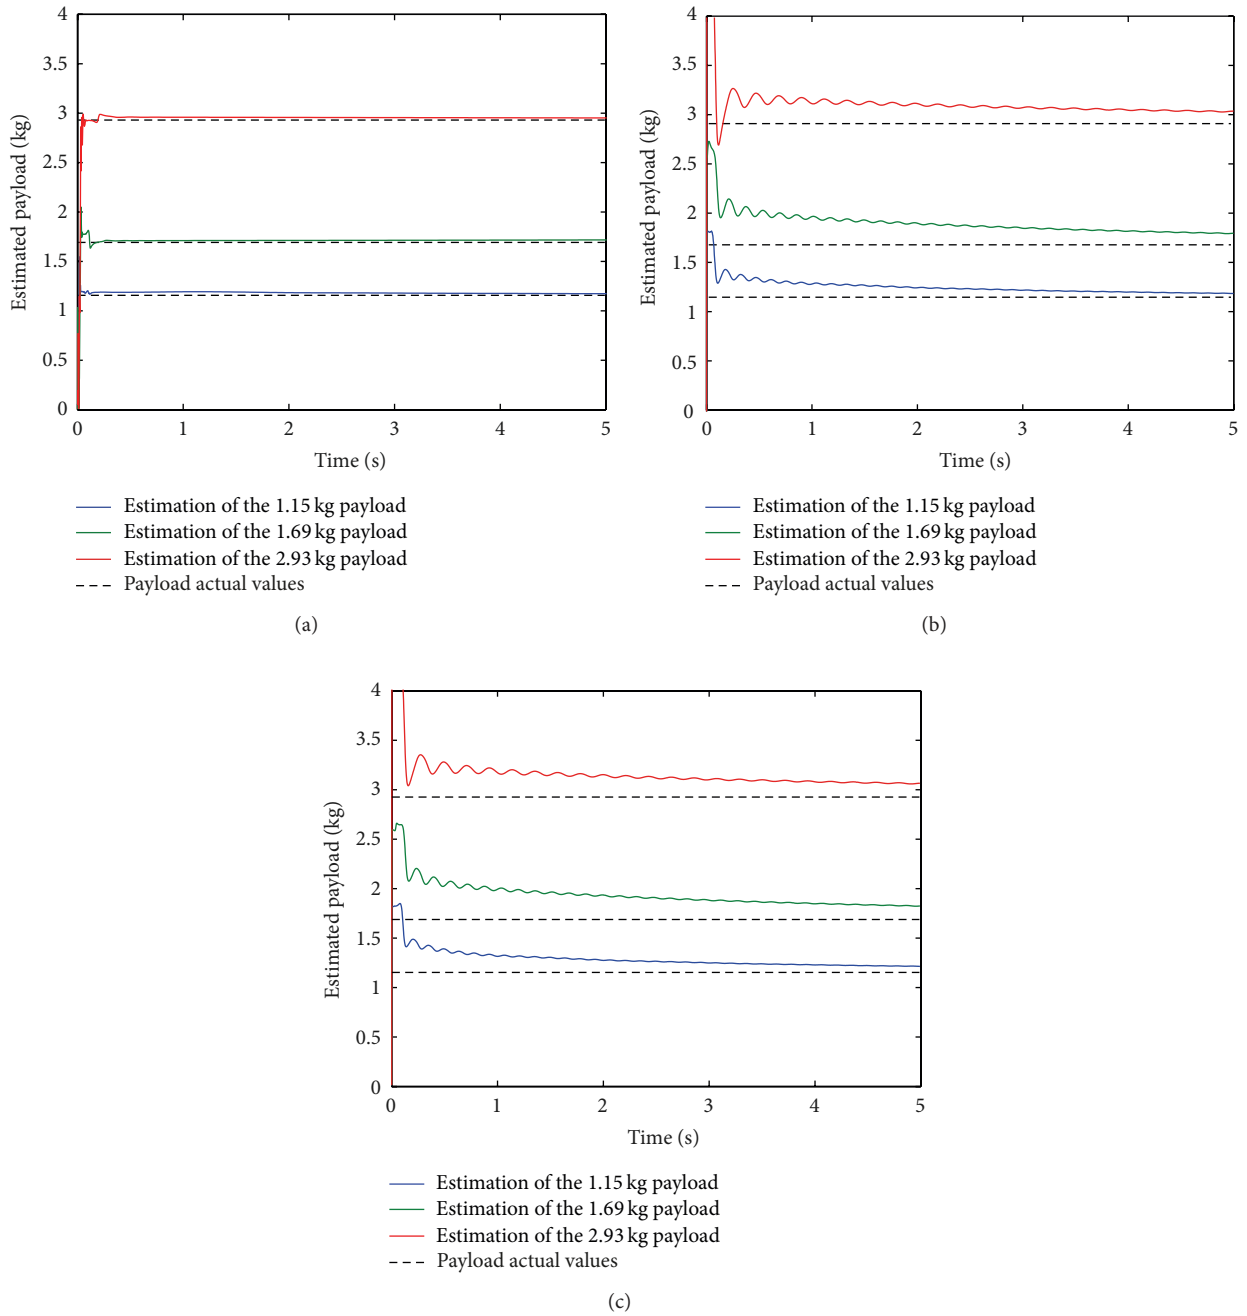 4
3.5
3
2.5
2
1.5
1
0.5
0
0 1 2 3 4 5
Estimated payload (kg)
Time (s)
Estimation of the 1.15 kg payload
Estimation of the 1.69 kg payload
Estimation of the 2.93 kg payload
Payload actual values
(a)
4
3.5
3
2.5
2
1.5
1
0.5
0
0 1 2 3 4 5
Estimated payload (kg)
Time (s)
Estimation of the 1.15 kg payload
Estimation of the 1.69 kg payload
Estimation of the 2.93 kg payload
Payload actual values
(b)
4
3.5
3
2.5
2
1.5
1
0.5
0
0 1 2 3 4 5
Estimated payload (kg)
Time (s)
Estimation of the 1.15 kg payload
Estimation of the 1.69 kg payload
Estimation of the 2.93 kg payload
Payload actual values
(c)